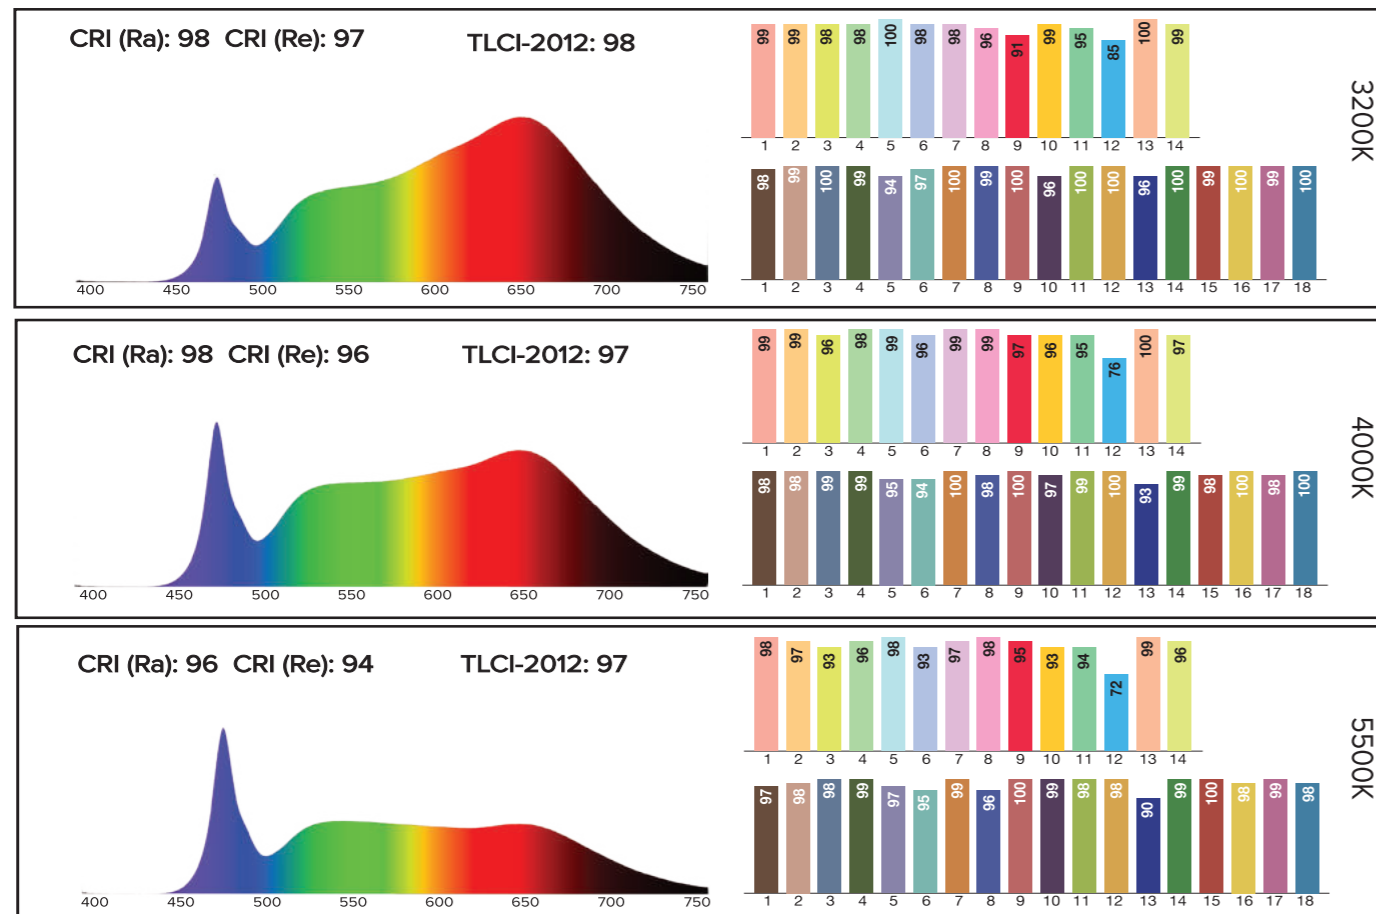 CRI (Ra): 98 CRI (Re): 97 TLCI-2012: 98
99 99 98 98 100 98 98 96 91 99 95 85 100 99
1 2 3 4 5 6 7 8 9 10 11 12 13 14
98 99 100 99 94 97 100 99 100 96 100 100 96 100 99 100 99 100
1 2 3 4 5 6 7 8 9 10 11 12 13 14 15 16 17 18
400 450 500 550 600 650 700 750
3200K
CRI (Ra): 98 CRI (Re): 96 TLCI-2012: 97
99 99 96 98 99 96 99 99 97 96 95 76 100 97
1 2 3 4 5 6 7 8 9 10 11 12 13 14
98 98 99 99 95 94 100 98 100 97 99 100 93 99 98 100 98 100
1 2 3 4 5 6 7 8 9 10 11 12 13 14 15 16 17 18
400 450 500 550 600 650 700 750
4000K
CRI (Ra): 96 CRI (Re): 94 TLCI-2012: 97
98 97 93 96 98 93 97 98 95 93 94 72 99 96
1 2 3 4 5 6 7 8 9 10 11 12 13 14
97 98 98 99 97 95 99 96 100 99 98 98 90 99 100 98 99 98
1 2 3 4 5 6 7 8 9 10 11 12 13 14 15 16 17 18
400 450 500 550 600 650 700 750
5500K